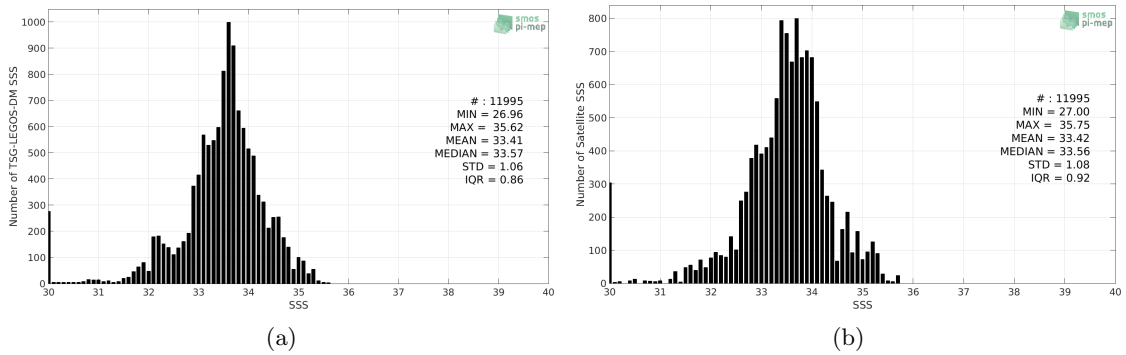 smos
pi-mep
Number of TSG-LEGOS-DM SSS
1000
900
800
700
600
500
400
300
200
100
0
# : 11995
MIN = 26.96
MAX = 35.62
MEAN = 33.41
MEDIAN = 33.57
STD = 1.06
IQR = 0.86
30 31 32 33 34 35 36 37 38 39 40
SSS
(a)
smos
pi-mep
Number of Satellite SSS
800
700
600
500
400
300
200
100
0
# : 11995
MIN = 27.00
MAX = 35.75
MEAN = 33.42
MEDIAN = 33.56
STD = 1.08
IQR = 0.92
30 31 32 33 34 35 36 37 38 39 40
SSS
(b)